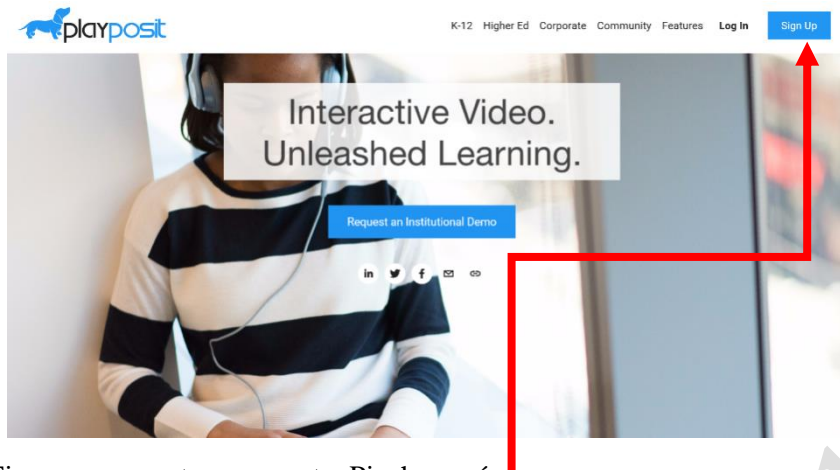 playposit
K-12 Higher Ed Corporate Community Features Log In Sign Up
Interactive Video.
Unleashed Learning.
Request an Institutional Demo
in f